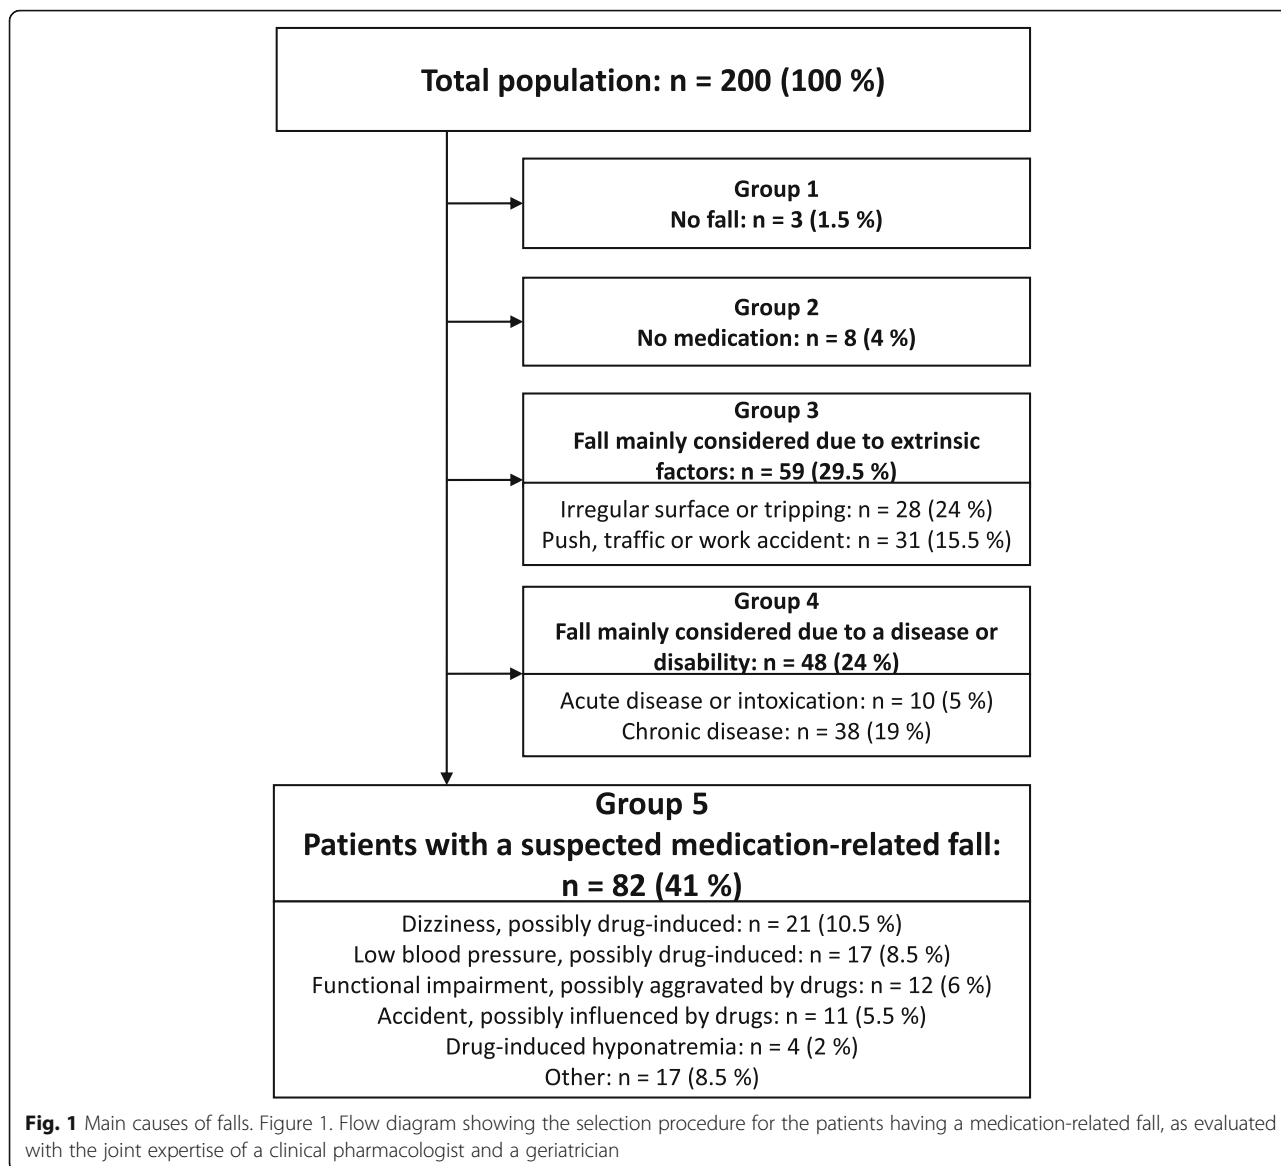 Total population: n = 200 (100 %)
Group 1
No fall: n = 3 (1.5 %)
Group 2
No medication: n = 8 (4 %)
Group 3
Fall mainly considered due to extrinsic
factors: n = 59 (29.5 %)
Irregular surface or tripping: n = 28 (24 %)
Push, traffic or work accident: n = 31 (15.5 %)
Group 4
Fall mainly considered due to a disease or
disability: n = 48 (24 %)
Acute disease or intoxication: n = 10 (5 %)
Chronic disease: n = 38 (19 %)
Group 5
Patients with a suspected medication-related fall:
n = 82 (41 %)
Dizziness, possibly drug-induced: n = 21 (10.5 %)
Low blood pressure, possibly drug-induced: n = 17 (8.5 %)
Functional impairment, possibly aggravated by drugs: n = 12 (6 %)
Accident, possibly influenced by drugs: n = 11 (5.5 %)
Drug-induced hyponatremia: n = 4 (2 %)
Other: n = 17 (8.5 %)
Fig. 1 Main causes of falls. Figure 1. Flow diagram showing the selection procedure for the patients having a medication-related fall, as evaluated
with the joint expertise of a clinical pharmacologist and a geriatrician